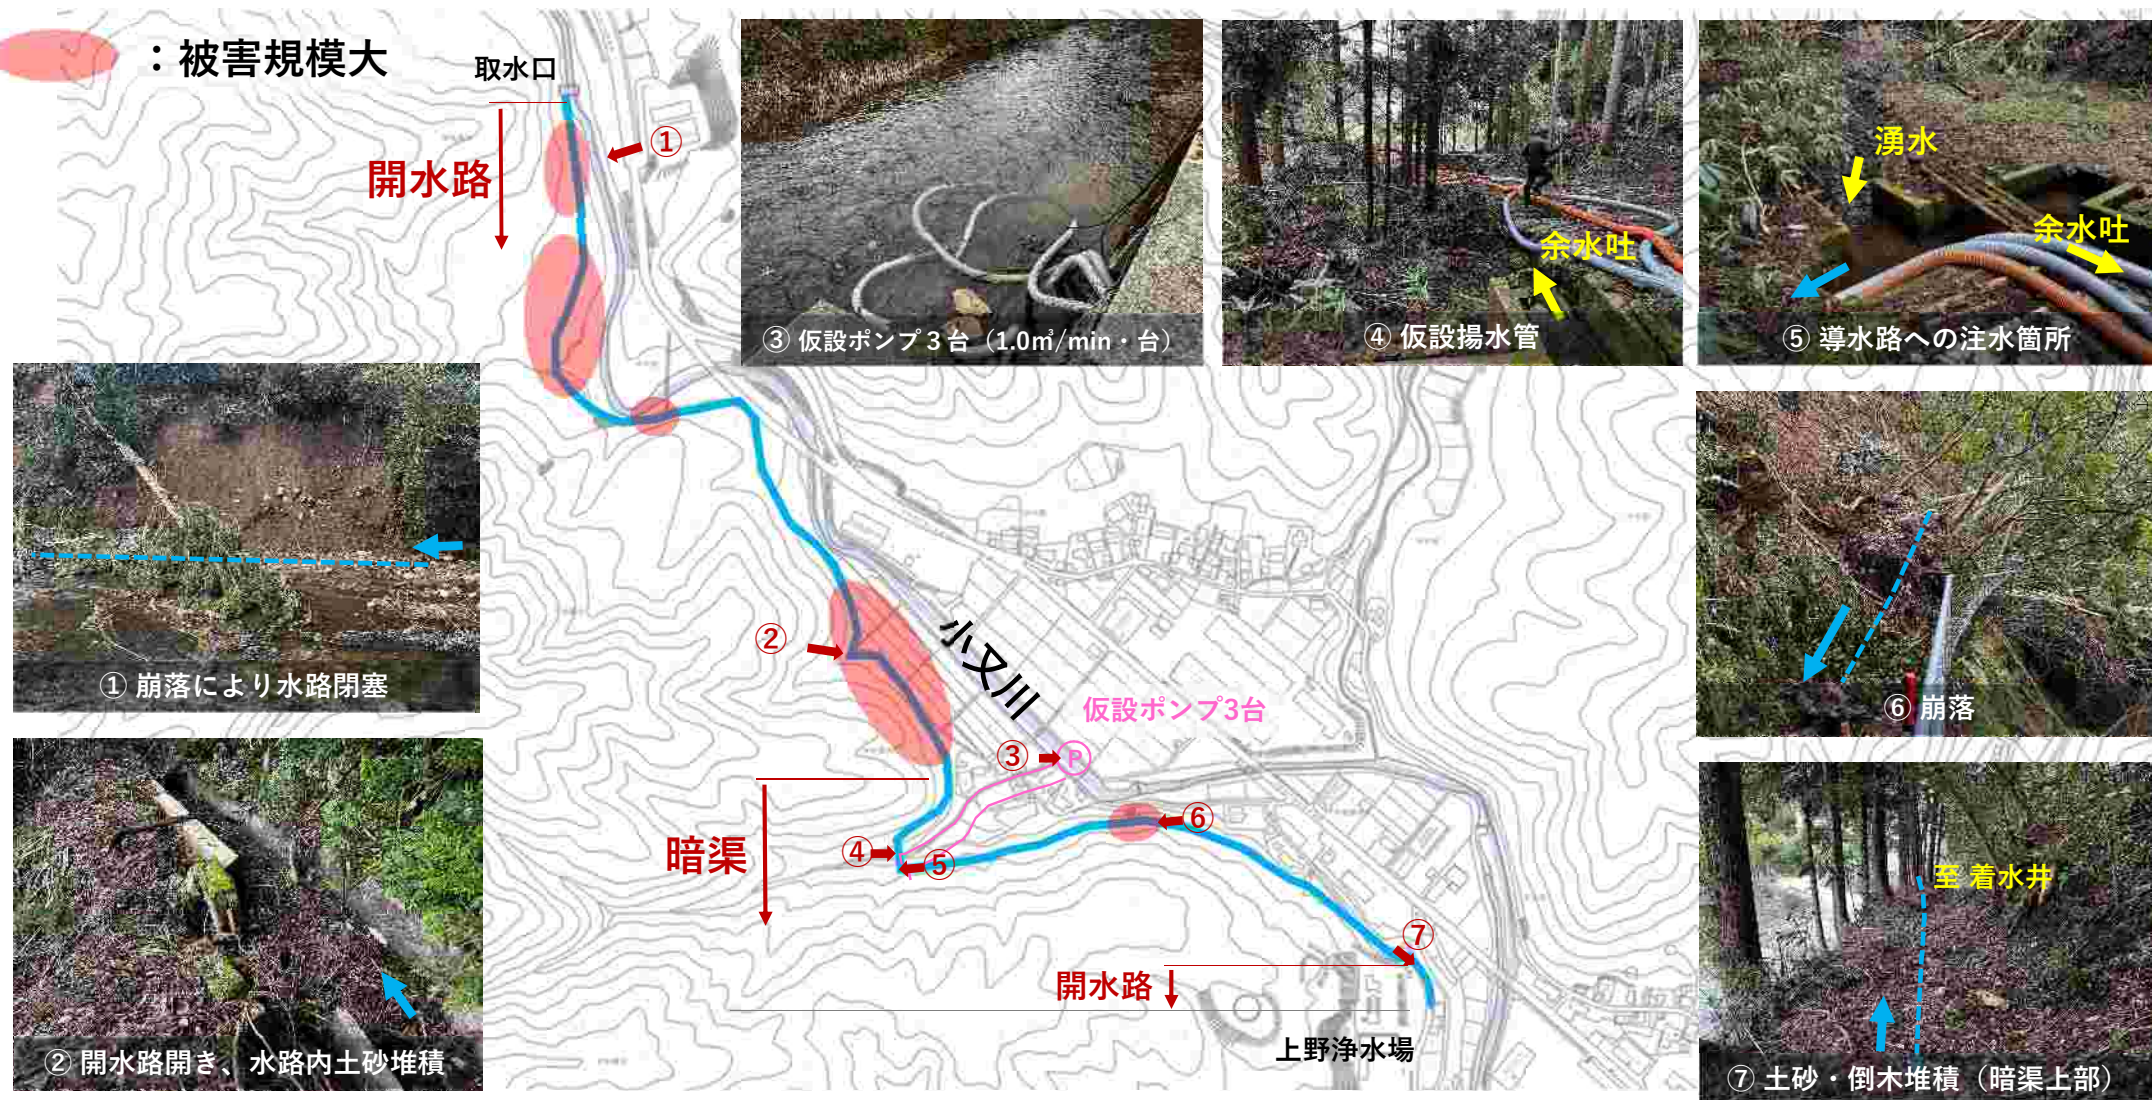 ：被害規模大
取水口
①
開水路
湧水
余水吐
余水吐
③ 仮設ポンプ３台（1.0㎥/min・台）
④ 仮設揚水管
⑤ 導水路への注水箇所
① 崩落により水路閉塞
②
小又川
仮設ポンプ3台
③
P
⑥ 崩落
② 開水路開き、水路内土砂堆積
暗渠
④
⑤
⑥
⑦
開水路
上野浄水場
至 着水井
⑦ 土砂・倒木堆積（暗渠上部）